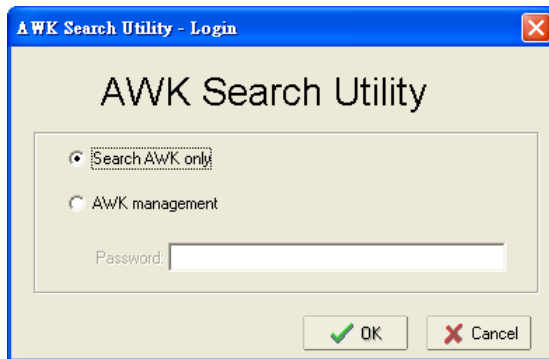 AWK Search Utility - Login
AWK Search Utility
Search AWK only
AWK management
Password:
OK
Cancel